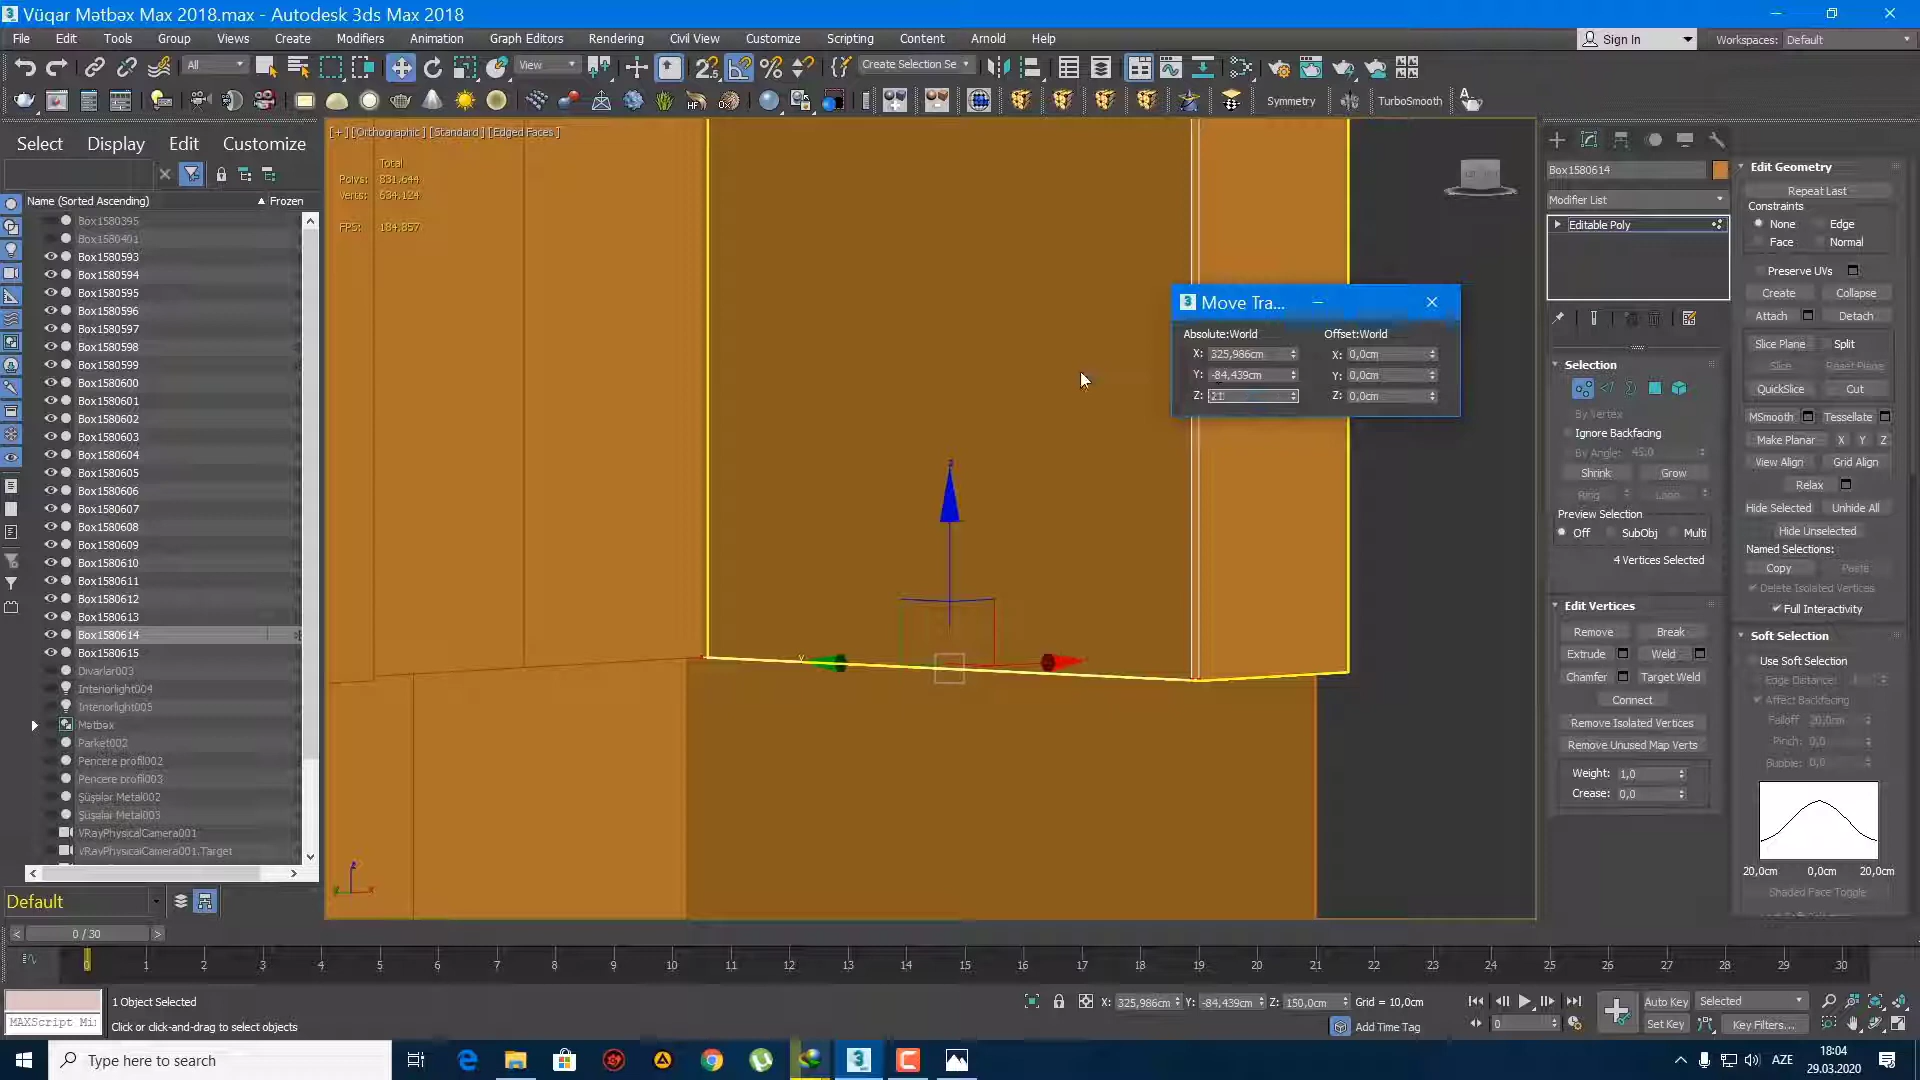 Vüqar Mətbəx Max 2018.max - Autodesk 3ds Max 2018
File Edit Tools Group Views Create Modifiers Animation Graph Editors Rendering Civil View Customize Scripting Content Arnold Help
Sign In
Workspaces: Default
All
View
Create Selection Se
Symmetry
TurboSmooth
Select Display Edit Customize
Name (Sorted Ascending) ▲ Frozen
Box1580395
Box1580401
Box1580593
Box1580594
Box1580595
Box1580596
Box1580597
Box1580598
Box1580599
Box1580600
Box1580601
Box1580602
Box1580603
Box1580604
Box1580605
Box1580606
Box1580607
Box1580608
Box1580609
Box1580610
Box1580611
Box1580612
Box1580613
Box1580614
Box1580615
Divarlar003
Interiorlight004
Interiorlight005
Mətbəx
Parket002
Pencere profil002
Pencere profil003
Şüşələr Metal002
Şüşələr Metal003
VRayPhysicalCamera001
VRayPhysicalCamera001.Target
Default
[+] [Orthographic] [Standard] [Edged Faces]
Total
Polys: 831.644
Verts: 634.124
FPS: 184,857
Move Tra...
Absolute:World Offset:World
X: 325,986cm X: 0,0cm
Y: -84,439cm Y: 0,0cm
Z: 21 Z: 0,0cm
Box1580614
Modifier List
Editable Poly
Selection
By Vertex
Ignore Backfacing
By Angle: 45,0
Shrink Grow
Ring Loop
Preview Selection
Off SubObj Multi
4 Vertices Selected
Edit Vertices
Remove Break
Extrude Weld
Chamfer Target Weld
Connect
Remove Isolated Vertices
Remove Unused Map Verts
Weight: 1,0
Crease: 0,0
Edit Geometry
Repeat Last
Constraints
None Edge
Face Normal
Preserve UVs
Create Collapse
Attach Detach
Slice Plane Split
Slice Reset Plane
QuickSlice Cut
MSmooth Tessellate
Make Planar X Y Z
View Align Grid Align
Relax
Hide Selected Unhide All
Hide Unselected
Named Selections:
Copy Paste
Delete Isolated Vertices
Full Interactivity
Soft Selection
Use Soft Selection
Edge Distance: 1
Affect Backfacing
Falloff 20,0cm
Pinch: 0,0
Bubble: 0,0
20,0cm 0,0cm 20,0cm
Shaded Face Toggle
0 / 30
0 1 2 3 4 5 6 7 8 9 10 11 12 13 14 15 16 17 18 19 20 21 22 23 24 25 26 27 28 29 30
1 Object Selected
X: 325,986cm Y: -84,439cm Z: 150,0cm Grid = 10,0cm
Auto Key Selected
MAXScript Mi
Click or click-and-drag to select objects
Add Time Tag
0
Set Key Key Filters...
Type here to search
AZE
18:04
29.03.2020